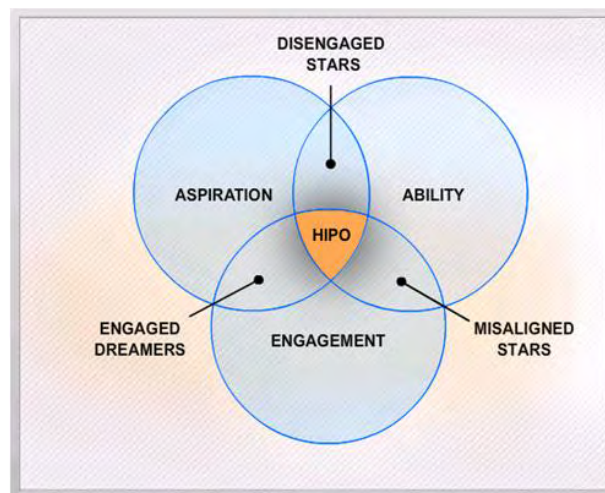 DISENGAGED
STARS
ASPIRATION
ABILITY
HIPO
ENGAGED
DREAMERS
ENGAGEMENT
MISALIGNED
STARS